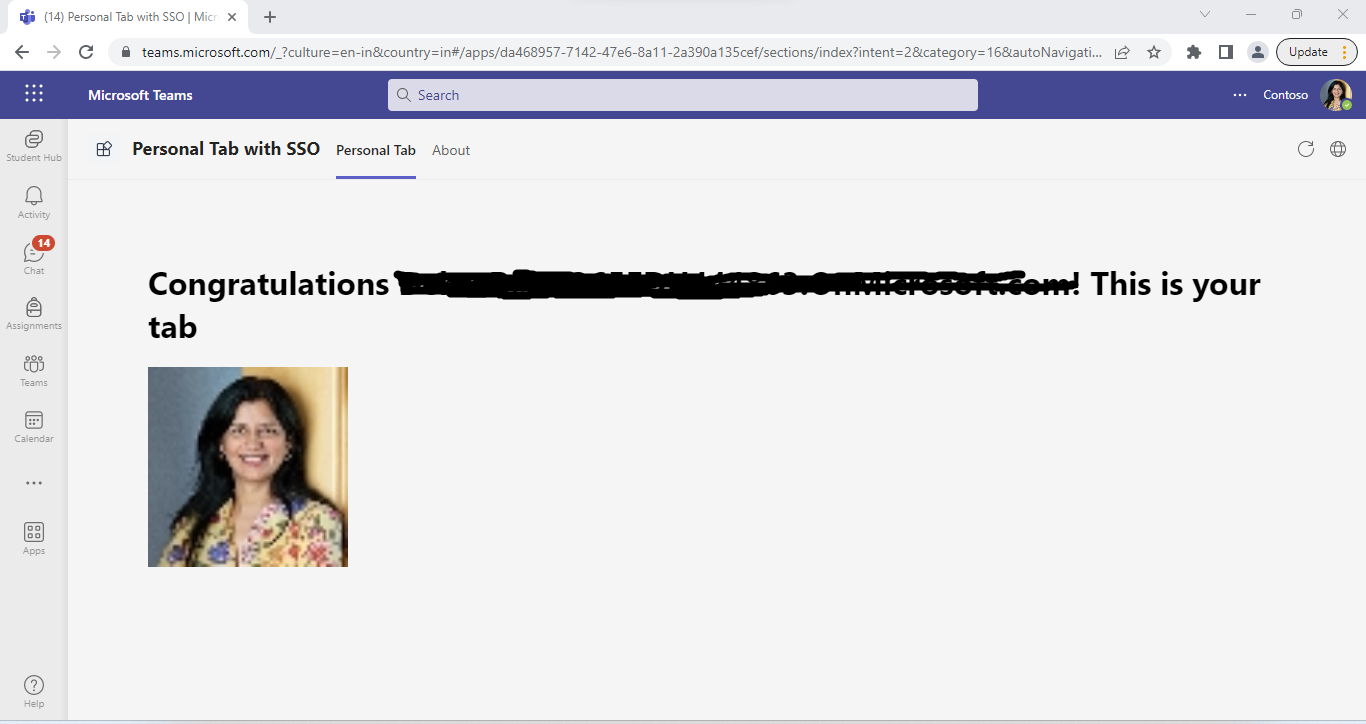 (14) Personal Tab with SSO | Micr
teams.microsoft.com/_?culture=en-in&country=in#/apps/da468957-7142-47e6-8a11-2a390a135cef/sections/index?intent=2&category=16&autoNavigati...
Update
Microsoft Teams
Search
Contoso
Student Hub
Personal Tab with SSO
Personal Tab
About
Activity
14
Chat
Assignments
Teams
Calendar
Apps
Help
Congratulations ! This is your
tab